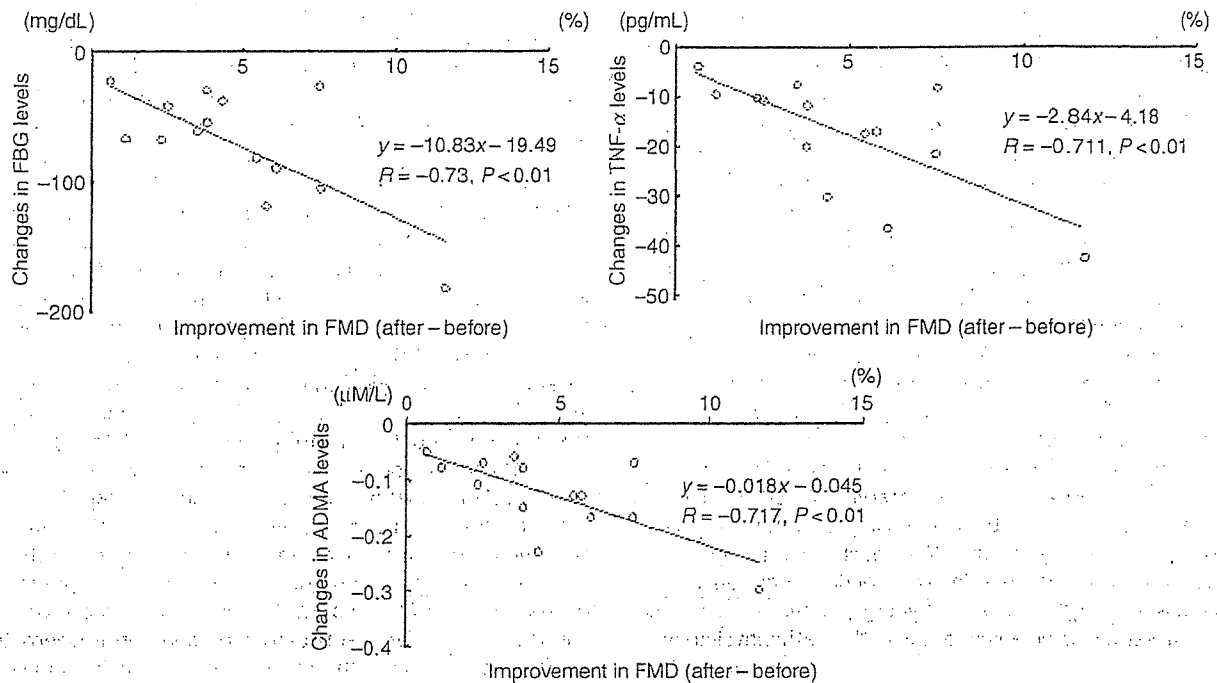 (mg/dL) (%)
0 5 10 15
Changes in FBG levels
−100
−200
y = −10.83x − 19.49
R = −0.73, P < 0.01
Improvement in FMD (after − before)
(pg/mL) (%)
0 5 10 15
Changes in TNF-α levels
−10
−20
−30
−40
−50
y = −2.84x − 4.18
R = −0.711, P < 0.01
Improvement in FMD (after − before)
(μM/L) (%)
0 5 10 15
0
Changes in ADMA levels
−0.1
−0.2
−0.3
−0.4
y = −0.018x − 0.045
R = −0.717, P < 0.01
Improvement in FMD (after − before)